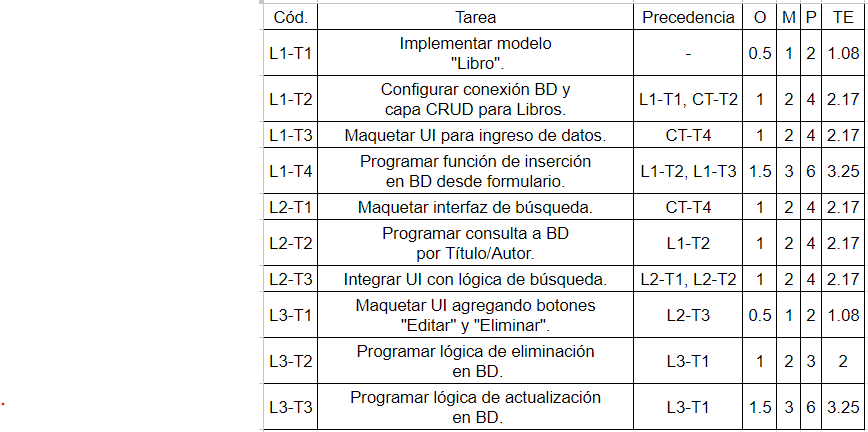 Cód. Tarea Precedencia O M P TE
L1-T1 Implementar modelo "Libro". - 0.5 1 2 1.08
L1-T2 Configurar conexión BD y capa CRUD para Libros. L1-T1, CT-T2 1 2 4 2.17
L1-T3 Maquetar UI para ingreso de datos. CT-T4 1 2 4 2.17
L1-T4 Programar función de inserción en BD desde formulario. L1-T2, L1-T3 1.5 3 6 3.25
L2-T1 Maquetar interfaz de búsqueda. CT-T4 1 2 4 2.17
L2-T2 Programar consulta a BD por Título/Autor. L1-T2 1 2 4 2.17
L2-T3 Integrar UI con lógica de búsqueda. L2-T1, L2-T2 1 2 4 2.17
L3-T1 Maquetar UI agregando botones "Editar" y "Eliminar". L2-T3 0.5 1 2 1.08
L3-T2 Programar lógica de eliminación en BD. L3-T1 1 2 3 2
L3-T3 Programar lógica de actualización en BD. L3-T1 1.5 3 6 3.25